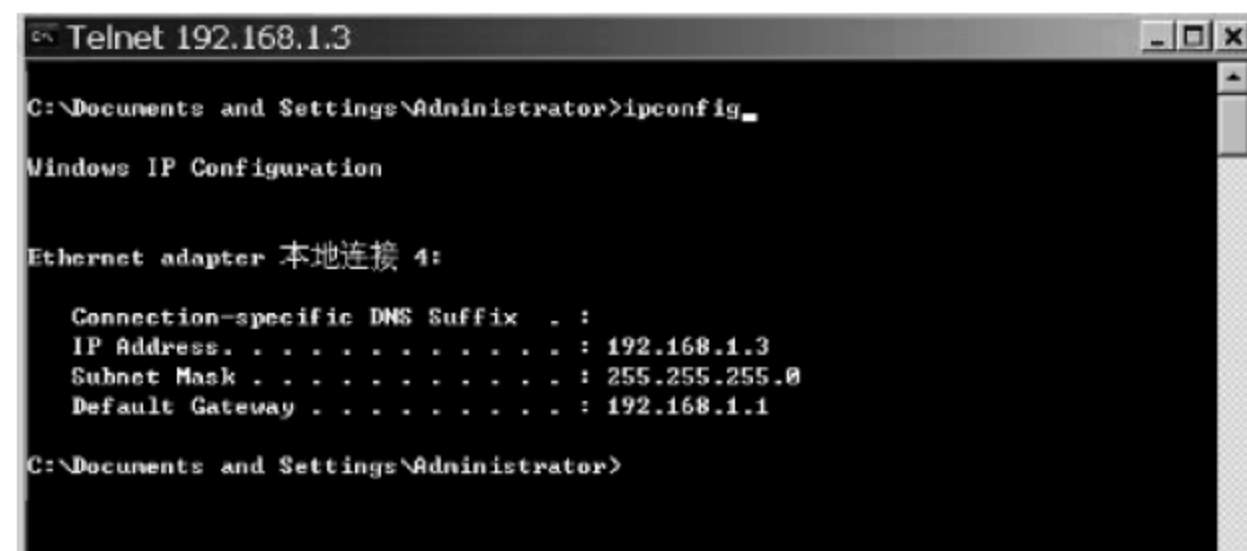 Telnet 192.168.1.3
C:\Documents and Settings\Administrator>ipconfig_
Windows IP Configuration
Ethernet adapter 本地连接 4:
Connection-specific DNS Suffix . :
IP Address. . . . . . . . . . . . : 192.168.1.3
Subnet Mask . . . . . . . . . . . : 255.255.255.0
Default Gateway . . . . . . . . . : 192.168.1.1
C:\Documents and Settings\Administrator>